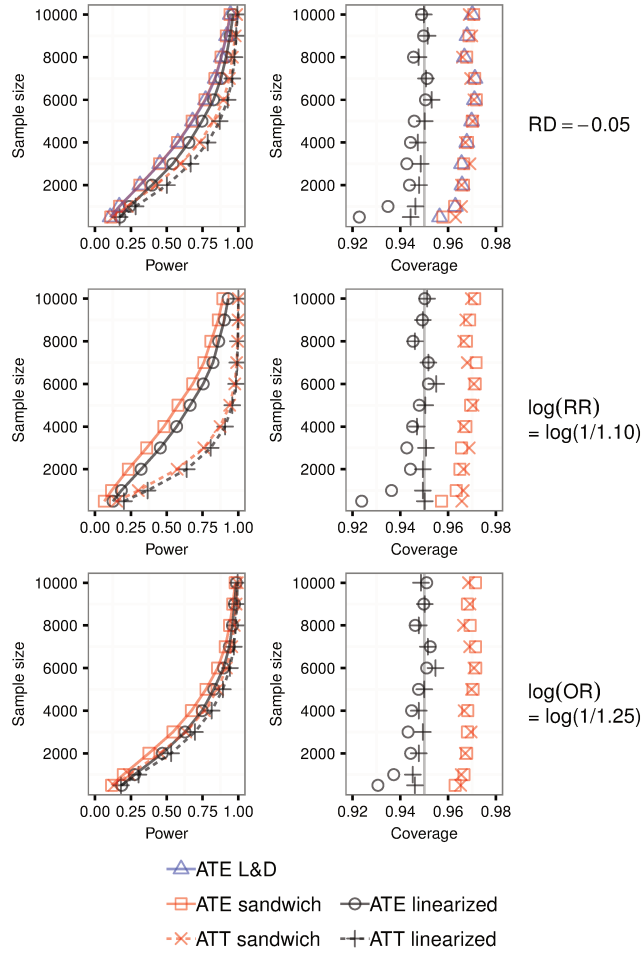 10000
8000
6000
4000
2000
Sample size
0.00 0.25 0.50 0.75 1.00
Power
10000
8000
6000
4000
2000
Sample size
0.92 0.94 0.96 0.98
Coverage
RD = −0.05
10000
8000
6000
4000
2000
Sample size
0.00 0.25 0.50 0.75 1.00
Power
10000
8000
6000
4000
2000
Sample size
0.92 0.94 0.96 0.98
Coverage
log(RR)
= log(1/1.10)
10000
8000
6000
4000
2000
Sample size
0.00 0.25 0.50 0.75 1.00
Power
10000
8000
6000
4000
2000
Sample size
0.92 0.94 0.96 0.98
Coverage
log(OR)
= log(1/1.25)
ATE L&D
ATE sandwich ATE linearized
ATT sandwich ATT linearized